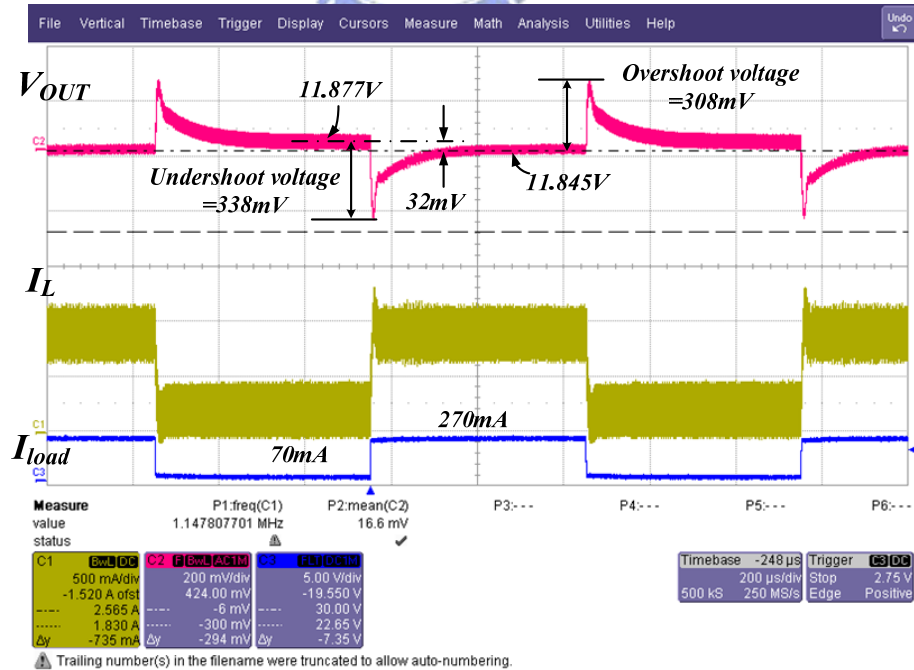 File Vertical Timebase Trigger Display Cursors Measure Math Analysis Utilities Help Undo
VOUT
11.877V
Overshoot voltage
=308mV
C2
Undershoot voltage
=338mV
32mV
11.845V
IL
C1
270mA
Iload
70mA
C3
Measure P1:freq(C1) P2:mean(C2) P3:- - - P4:- - - P5:- - - P6:- - -
value 1.147807701 MHz 16.6 mV
status
C1 BwL DC
500 mA/div
-1.520 A ofst
2.565 A
1.830 A
Δy -735 mA
C2 F BwL AC1M
200 mV/div
424.00 mV
-6 mV
-300 mV
Δy -294 mV
C3 FLT DC1M
5.00 V/div
-19.550 V
30.00 V
22.65 V
Δy -7.35 V
Timebase -248 µs
200 µs/div
500 kS 250 MS/s
Trigger C3 DC
Stop 2.75 V
Edge Positive
Trailing number(s) in the filename were truncated to allow auto-numbering.